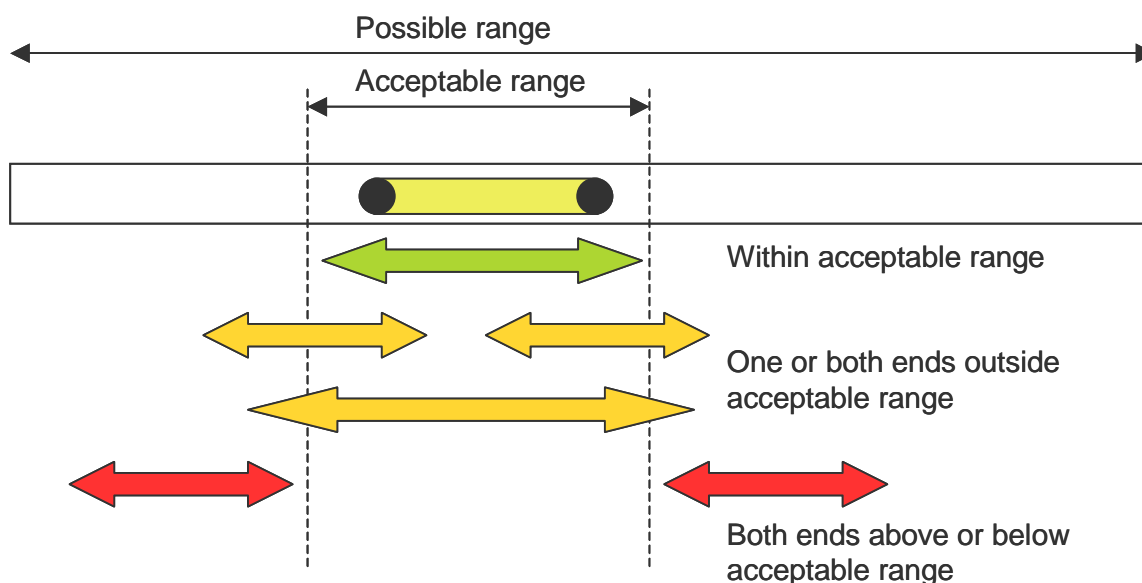 Possible range
Acceptable range
Within acceptable range
One or both ends outside
acceptable range
Both ends above or below
acceptable range